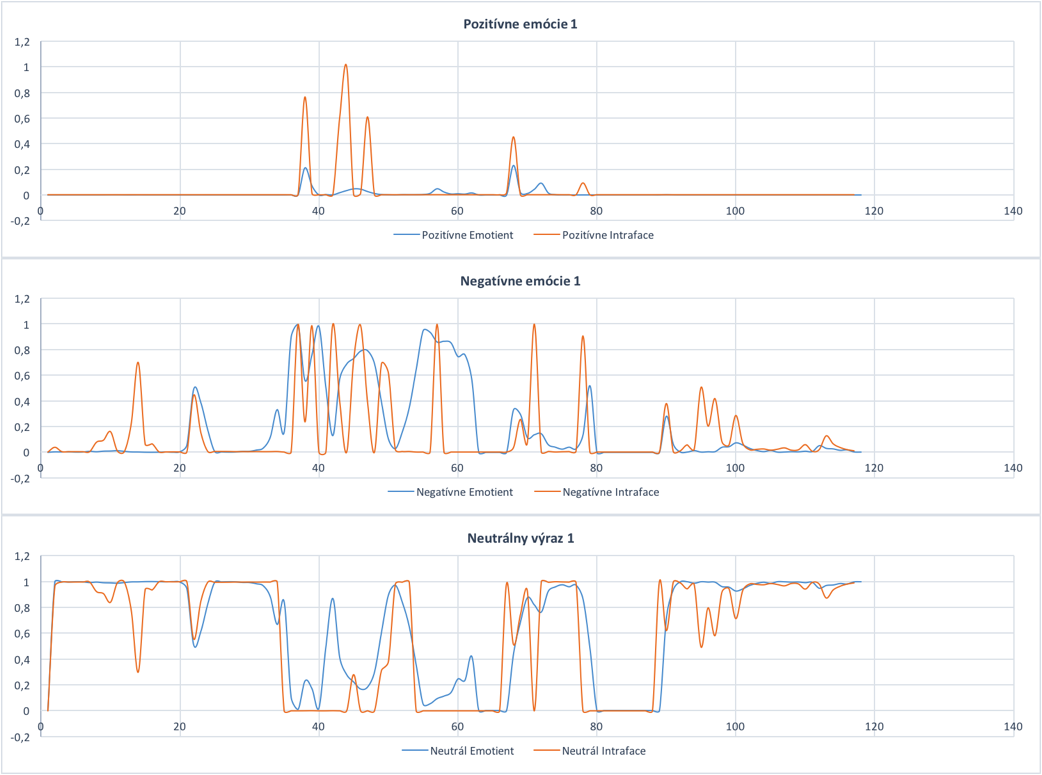 Pozitívne emócie 1
1,2
1
0,8
0,6
0,4
0,2
0
-0,2
0 20 40 60 80 100 120 140
Pozitívne Emotient Pozitívne Intraface
Negatívne emócie 1
1,2
1
0,8
0,6
0,4
0,2
0
-0,2
0 20 40 60 80 100 120 140
Negatívne Emotient Negatívne Intraface
Neutrálny výraz 1
1,2
1
0,8
0,6
0,4
0,2
0
-0,2
0 20 40 60 80 100 120 140
Neutrál Emotient Neutrál Intraface